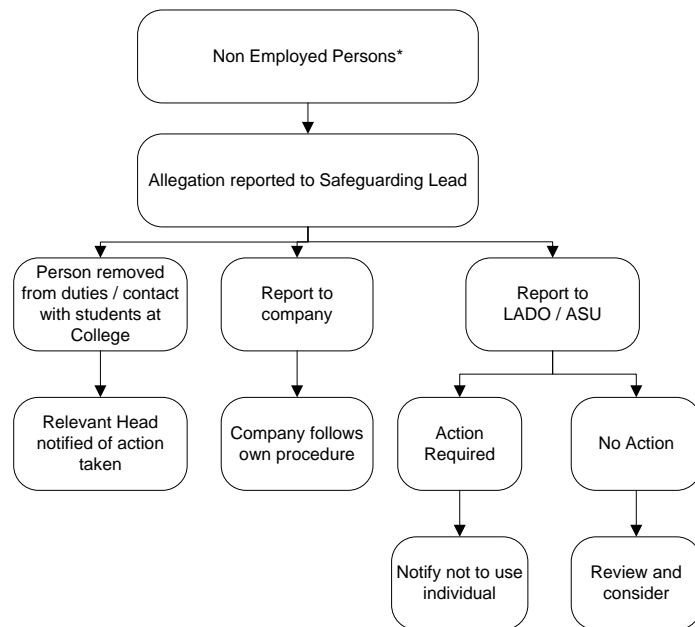 Non Employed Persons*
Allegation reported to Safeguarding Lead
Person removed
from duties / contact
with students at
College
Report to
company
Report to
LADO / ASU
Relevant Head
notified of action
taken
Company follows
own procedure
Action
Required
No Action
Notify not to use
individual
Review and
consider